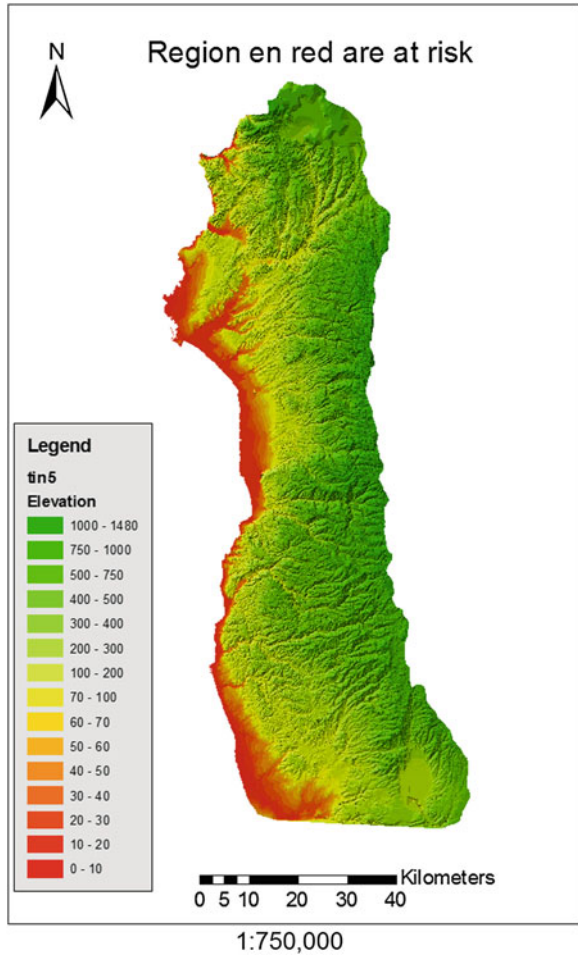 N
Region en red are at risk
Legend
tin5
Elevation
1000 - 1480
750 - 1000
500 - 750
400 - 500
300 - 400
200 - 300
100 - 200
70 - 100
60 - 70
50 - 60
40 - 50
30 - 40
20 - 30
10 - 20
0 - 10
Kilometers
0 5 10 20 30 40
1:750,000